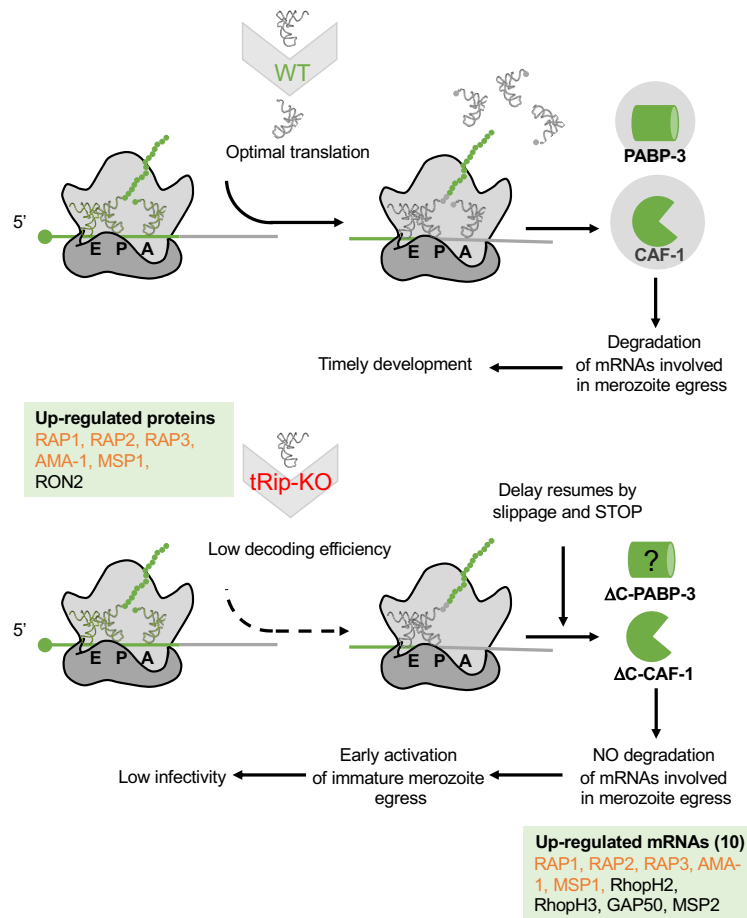 WT
Optimal translation
PABP-3
5’
E P A
E P A
CAF-1
Degradation
of mRNAs involved
in merozoite egress
Timely development
Up-regulated proteins
RAP1, RAP2, RAP3,
AMA-1, MSP1,
RON2
tRip-KO
Delay resumes by
slippage and STOP
Low decoding efficiency
?
ΔC-PABP-3
5’
E P A
E P A
ΔC-CAF-1
NO degradation
of mRNAs involved
in merozoite egress
Early activation
of immature merozoite
egress
Low infectivity
Up-regulated mRNAs (10)
RAP1, RAP2, RAP3, AMA-
1, MSP1, RhopH2,
RhopH3, GAP50, MSP2